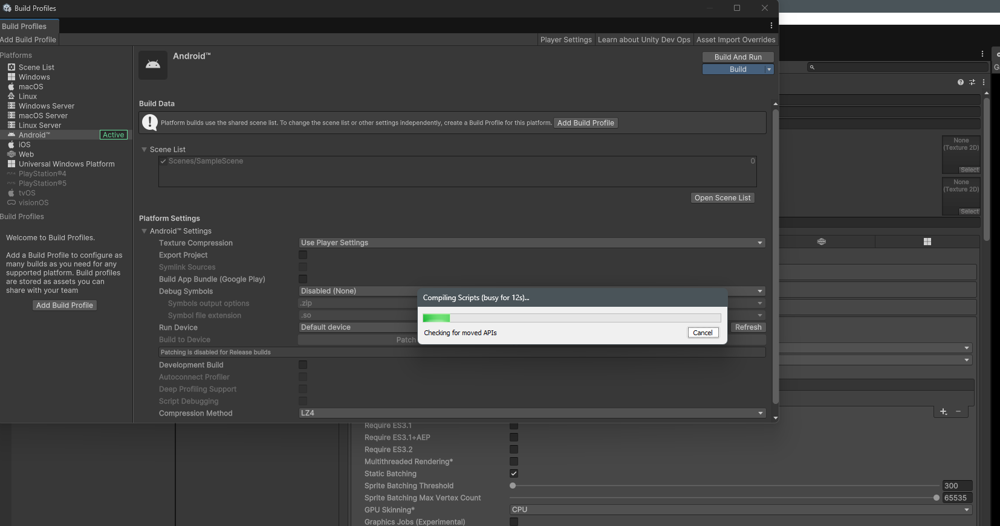 Build Profiles
Build Profiles
Add Build Profile
Player Settings
Learn about Unity Dev Ops
Asset Import Overrides
Platforms
Scene List
Windows
macOS
Linux
Windows Server
macOS Server
Linux Server
Android™ Active
iOS
Web
Universal Windows Platform
PlayStation®4
PlayStation®5
tvOS
visionOS
Build Profiles
Welcome to Build Profiles.
Add a Build Profile to configure as
many builds as you need for any
supported platform. Build profiles
are stored as assets you can
share with your team
Add Build Profile
Android™
Build And Run
Build
Build Data
Platform builds use the shared scene list. To change the scene list or other settings independently, create a Build Profile for this platform. Add Build Profile
Scene List
Scenes/SampleScene 0
Open Scene List
Platform Settings
Android™ Settings
Texture Compression Use Player Settings
Export Project
Symlink Sources
Build App Bundle (Google Play)
Debug Symbols Disabled (None)
Symbols output options .zip
Symbol file extension .so
Run Device Default device Refresh
Build to Device Patch
Patching is disabled for Release builds
Development Build
Autoconnect Profiler
Deep Profiling Support
Script Debugging
Compression Method LZ4
Compiling Scripts (busy for 12s)...
Checking for moved APIs
Cancel
None
(Texture 2D)
Select
None
(Texture 2D)
Select
Require ES3.1
Require ES3.1+AEP
Require ES3.2
Multithreaded Rendering*
Static Batching
Sprite Batching Threshold 300
Sprite Batching Max Vertex Count 65535
GPU Skinning* CPU
Graphics Jobs (Experimental)